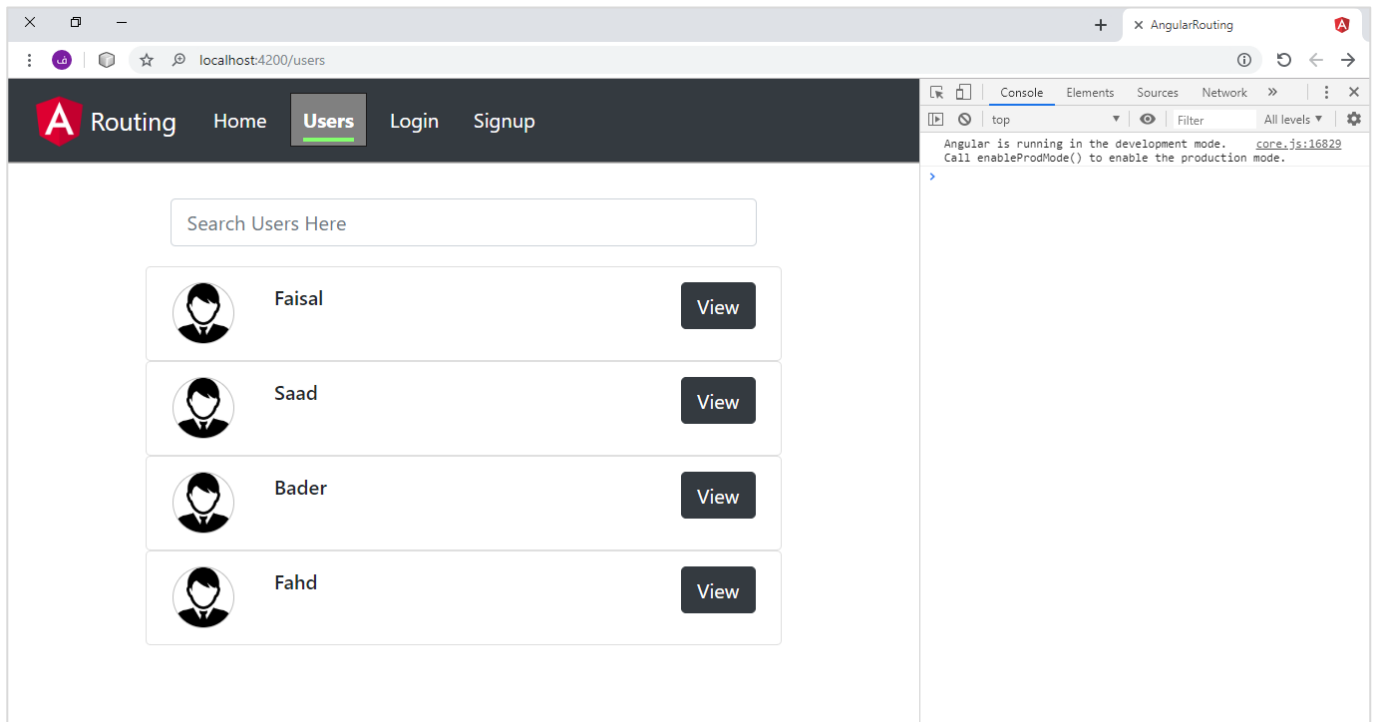 AngularRouting
ف
localhost:4200/users
Routing Home Users Login Signup
Search Users Here
Faisal View
Saad View
Bader View
Fahd View
Console Elements Sources Network
top Filter All levels
Angular is running in the development mode. core.js:16829
Call enableProdMode() to enable the production mode.